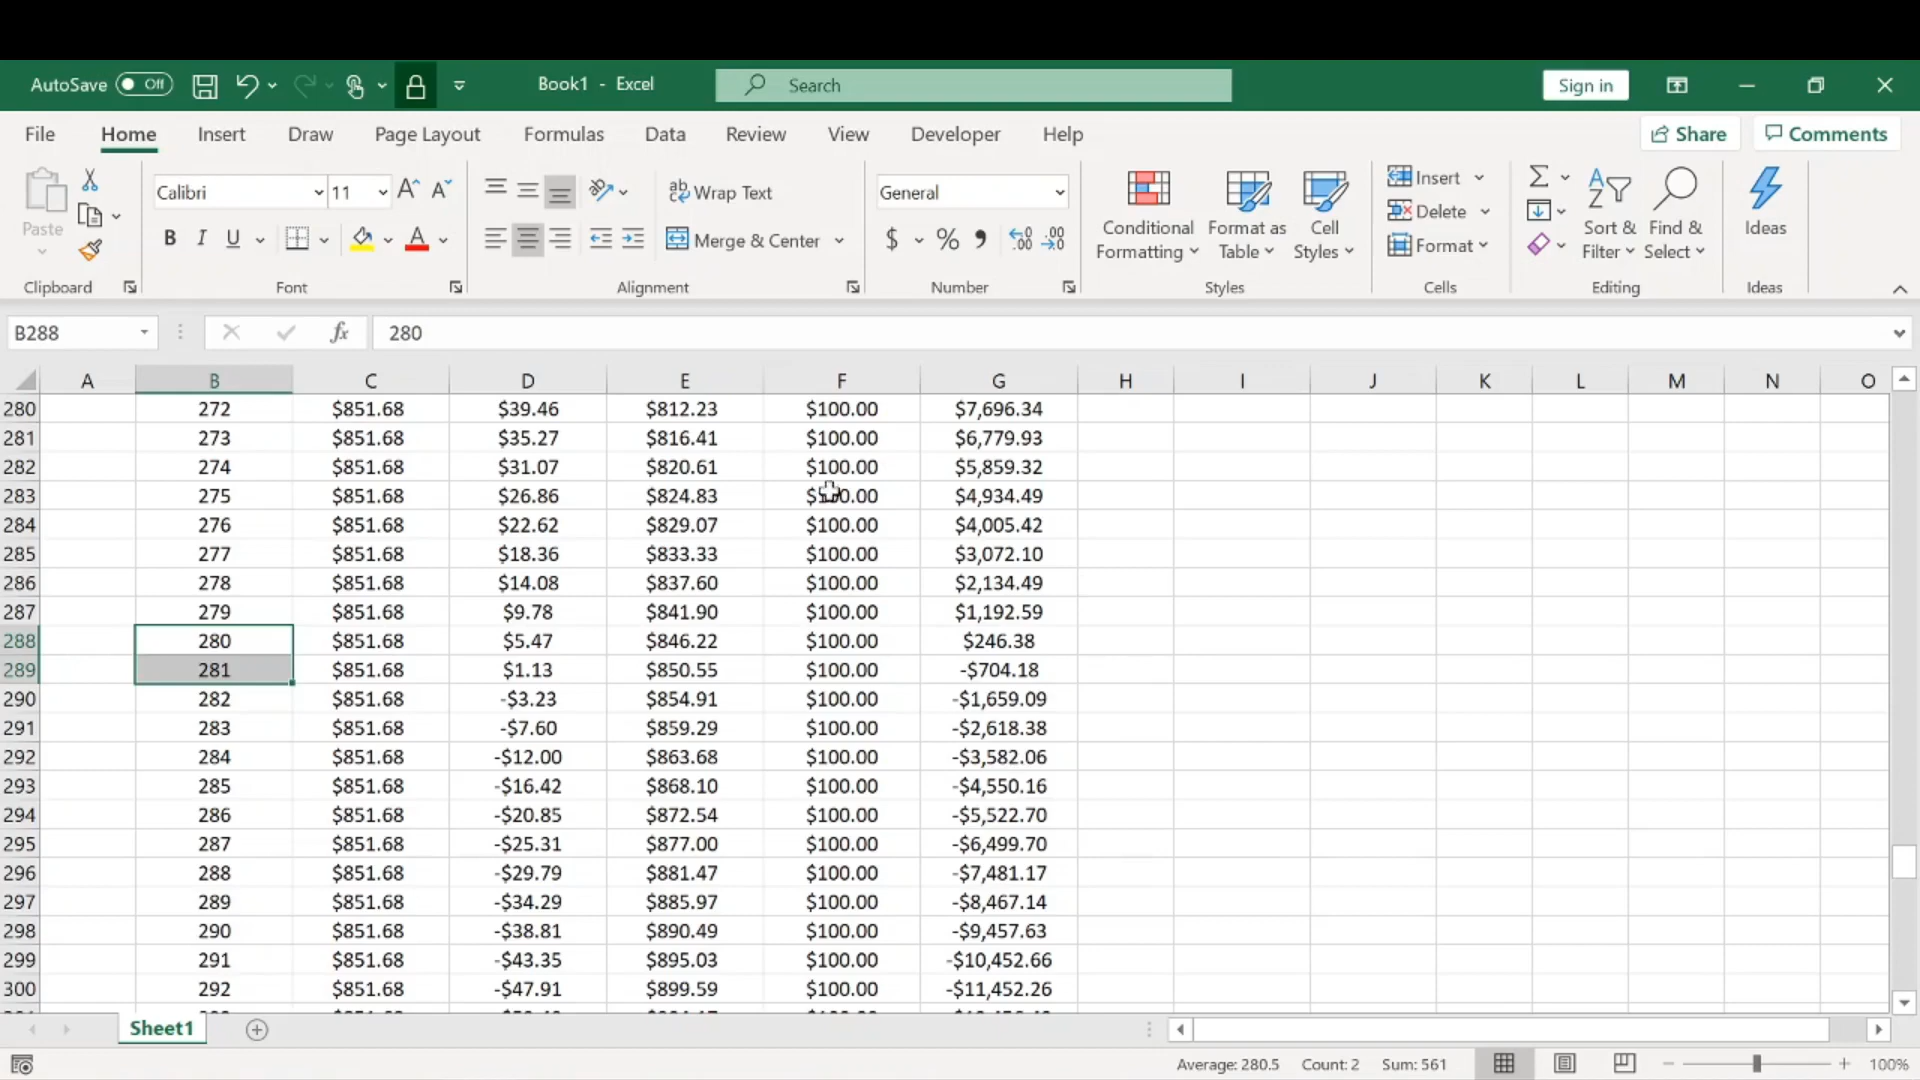 AutoSave Off Book1 - Excel Search Sign in
File Home Insert Draw Page Layout Formulas Data Review View Developer Help Share Comments
Paste Calibri 11 Wrap Text General Conditional Formatting Format as Table Cell Styles Insert Sort & Filter Find & Select Ideas
B I U Merge & Center $ % Delete
Format
Clipboard Font Alignment Number Styles Cells Editing Ideas
B288 fx 280
A B C D E F G H I J K L M N O
280 272 $851.68 $39.46 $812.23 $100.00 $7,696.34
281 273 $851.68 $35.27 $816.41 $100.00 $6,779.93
282 274 $851.68 $31.07 $820.61 $100.00 $5,859.32
283 275 $851.68 $26.86 $824.83 $100.00 $4,934.49
284 276 $851.68 $22.62 $829.07 $100.00 $4,005.42
285 277 $851.68 $18.36 $833.33 $100.00 $3,072.10
286 278 $851.68 $14.08 $837.60 $100.00 $2,134.49
287 279 $851.68 $9.78 $841.90 $100.00 $1,192.59
288 280 $851.68 $5.47 $846.22 $100.00 $246.38
289 281 $851.68 $1.13 $850.55 $100.00 -$704.18
290 282 $851.68 -$3.23 $854.91 $100.00 -$1,659.09
291 283 $851.68 -$7.60 $859.29 $100.00 -$2,618.38
292 284 $851.68 -$12.00 $863.68 $100.00 -$3,582.06
293 285 $851.68 -$16.42 $868.10 $100.00 -$4,550.16
294 286 $851.68 -$20.85 $872.54 $100.00 -$5,522.70
295 287 $851.68 -$25.31 $877.00 $100.00 -$6,499.70
296 288 $851.68 -$29.79 $881.47 $100.00 -$7,481.17
297 289 $851.68 -$34.29 $885.97 $100.00 -$8,467.14
298 290 $851.68 -$38.81 $890.49 $100.00 -$9,457.63
299 291 $851.68 -$43.35 $895.03 $100.00 -$10,452.66
300 292 $851.68 -$47.91 $899.59 $100.00 -$11,452.26
Sheet1
Average: 280.5 Count: 2 Sum: 561 100%